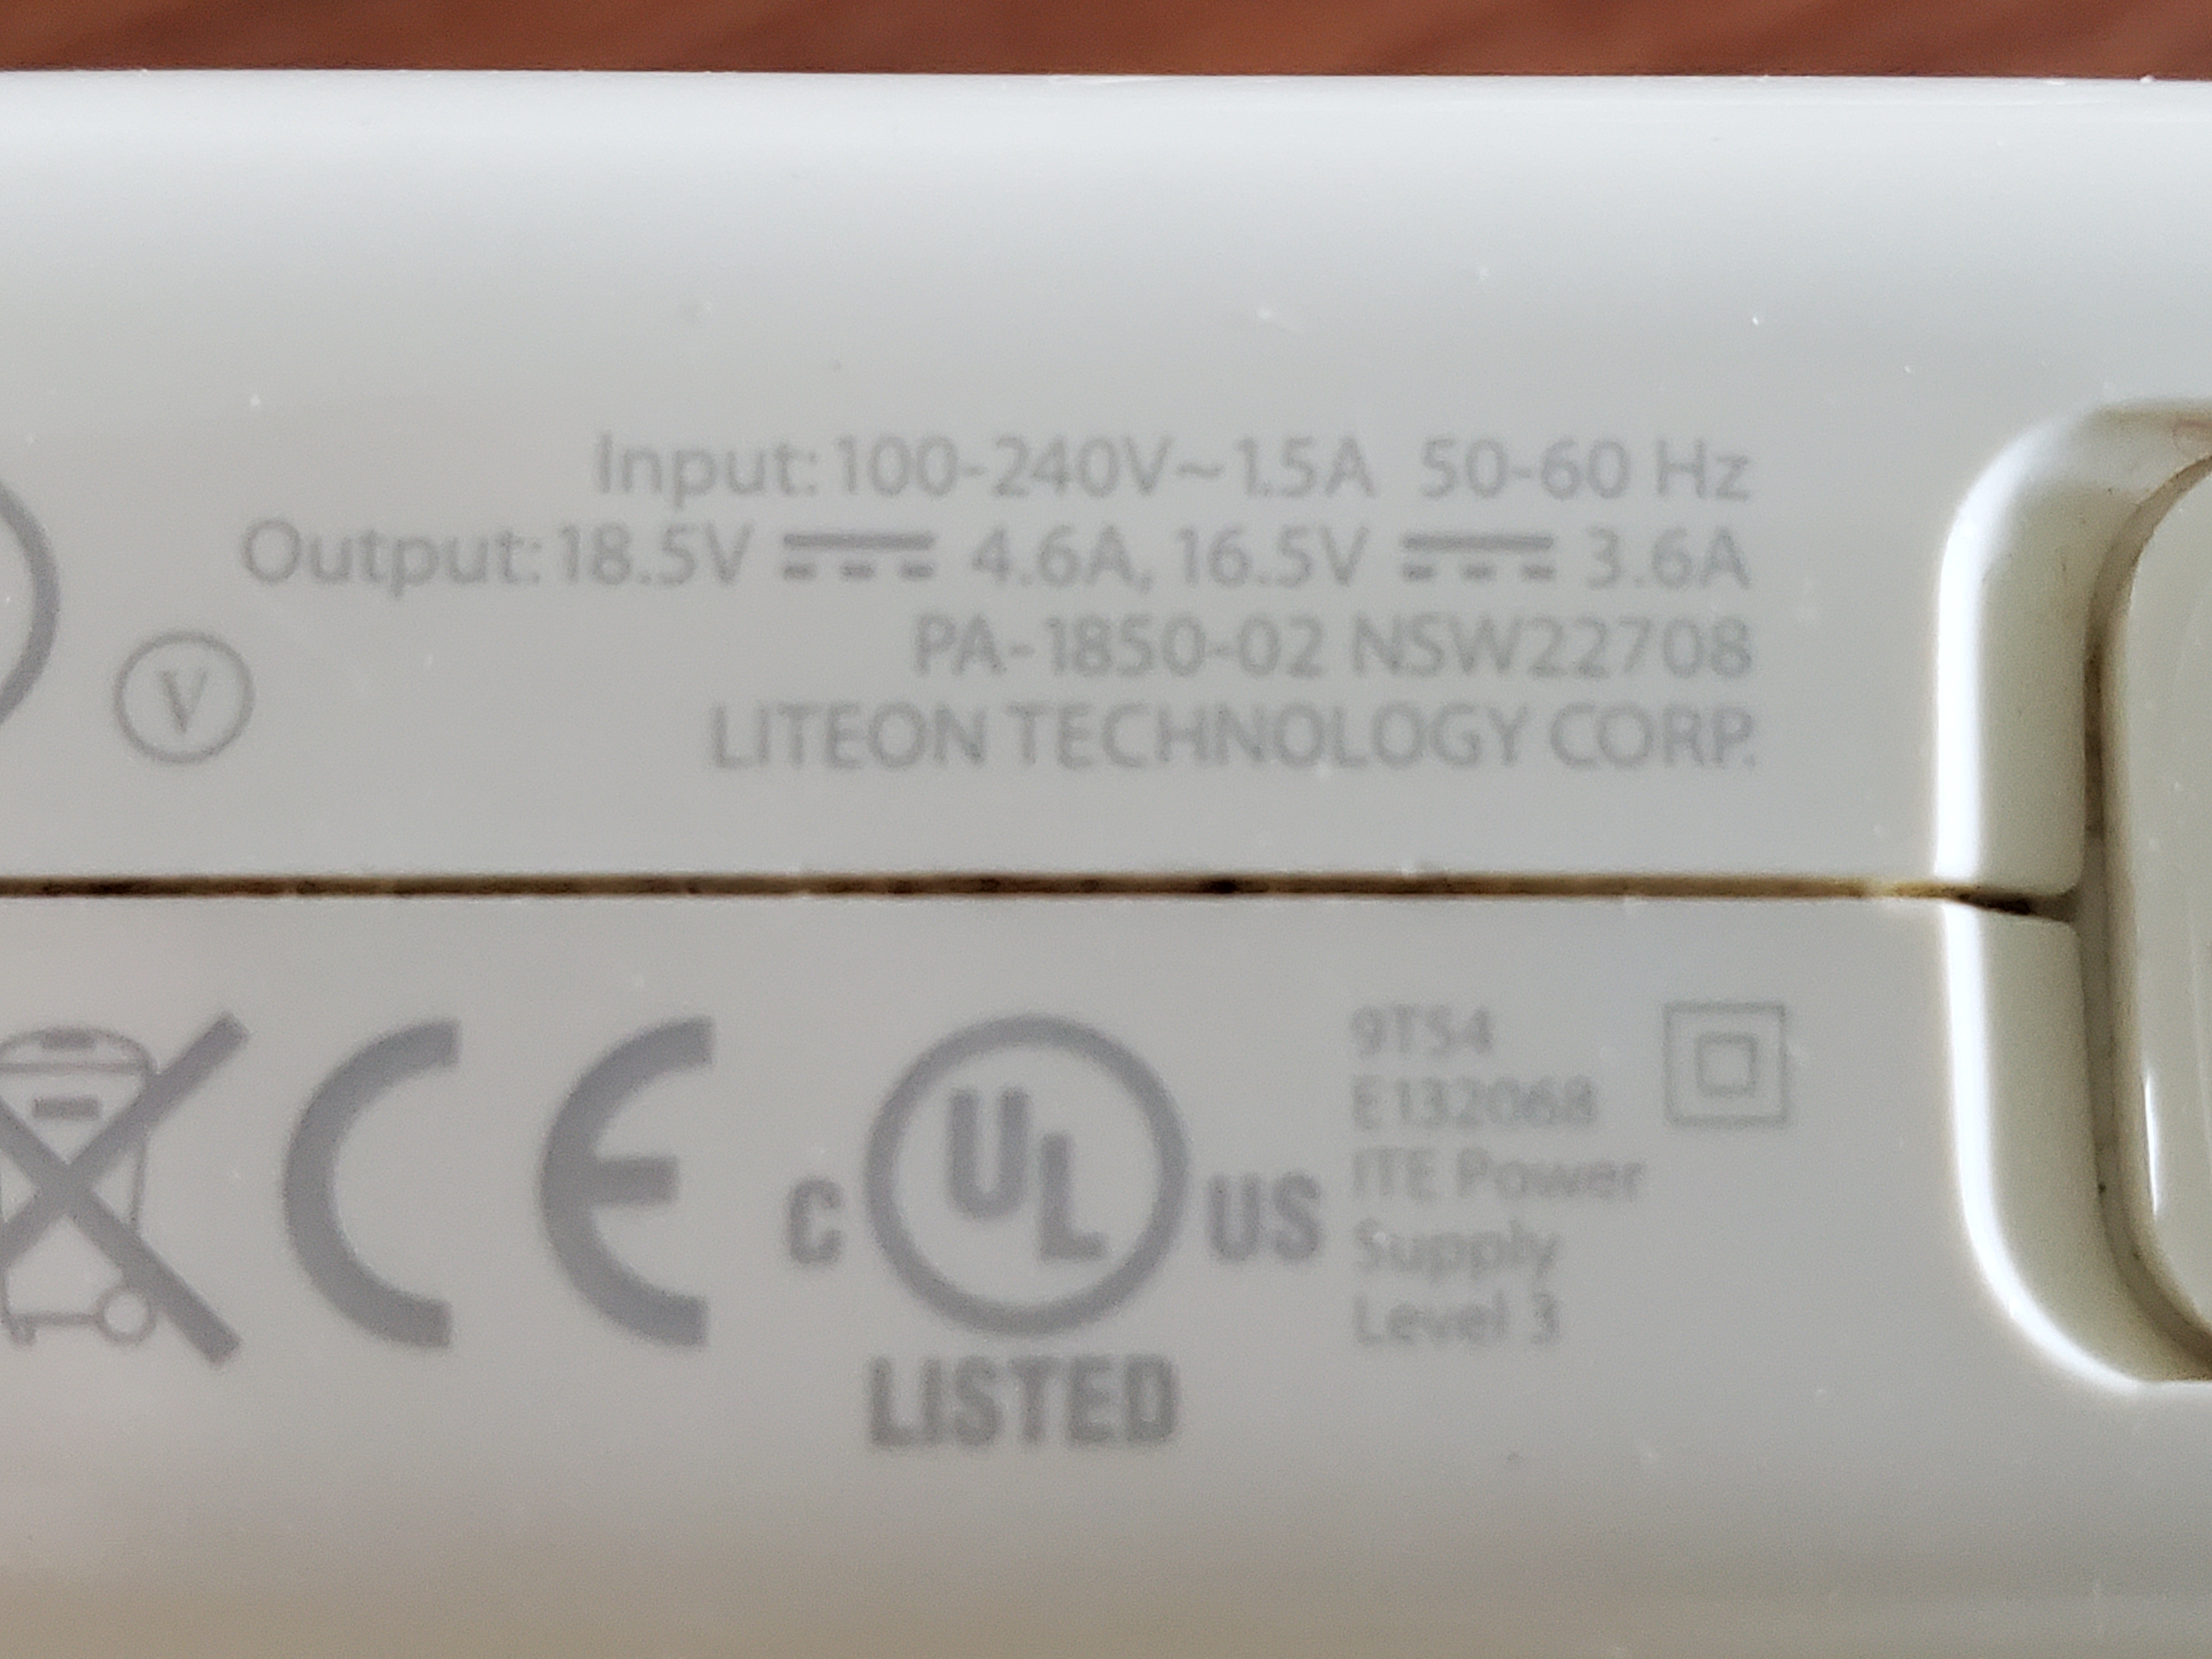 Input: 100-240V~1.5A 50-60 Hz
Output: 18.5V ⎓ 4.6A, 16.5V ⎓ 3.6A
PA-1850-02 NSW22708
LITEON TECHNOLOGY CORP.
V
CE
C UL US
LISTED
9T54
E132068
ITE Power
Supply
Level 3